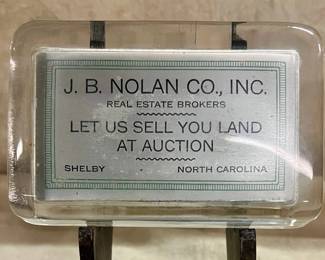 J. B. NOLAN CO., INC.
REAL ESTATE BROKERS
LET US SELL YOU LAND
AT AUCTION
SHELBY NORTH CAROLINA